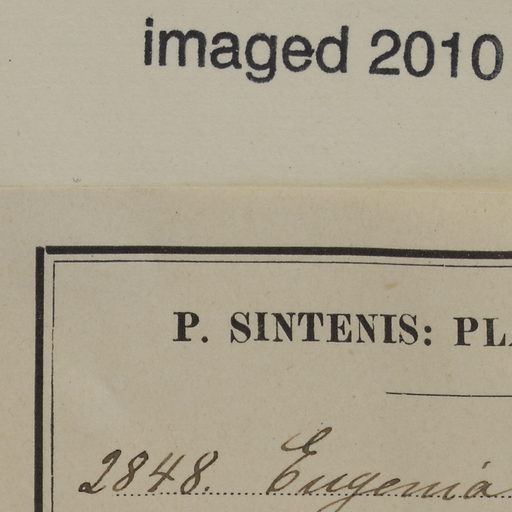 imaged 2010
P. SINTENIS: PL
2848. Eugenia